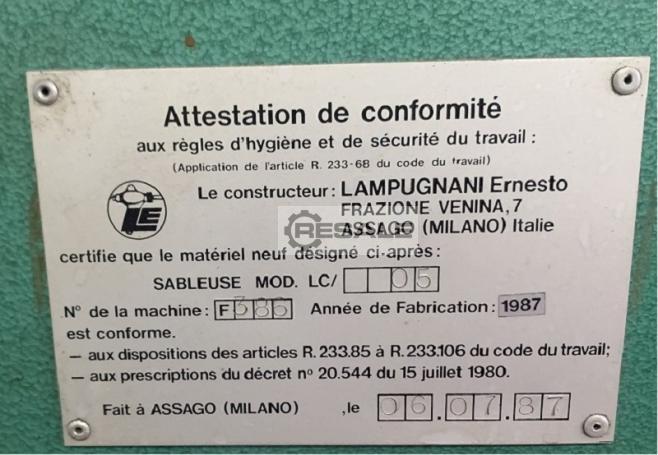 Attestation de conformité
aux règles d'hygiène et de sécurité du travail :
(Application de l'article R. 233-68 du code du travail)
LE
Le constructeur : LAMPUGNANI Ernesto
FRAZIONE VENINA, 7
ASSAGO (MILANO) Italie
RESALE
certifie que le matériel neuf désigné ci-après :
SABLEUSE MOD. LC/ 05
N° de la machine : F386 Année de Fabrication : 1987
est conforme.
— aux dispositions des articles R. 233.85 à R. 233.106 du code du travail;
— aux prescriptions du décret nº 20.544 du 15 juillet 1980.
Fait à ASSAGO (MILANO) , le 06.07.87